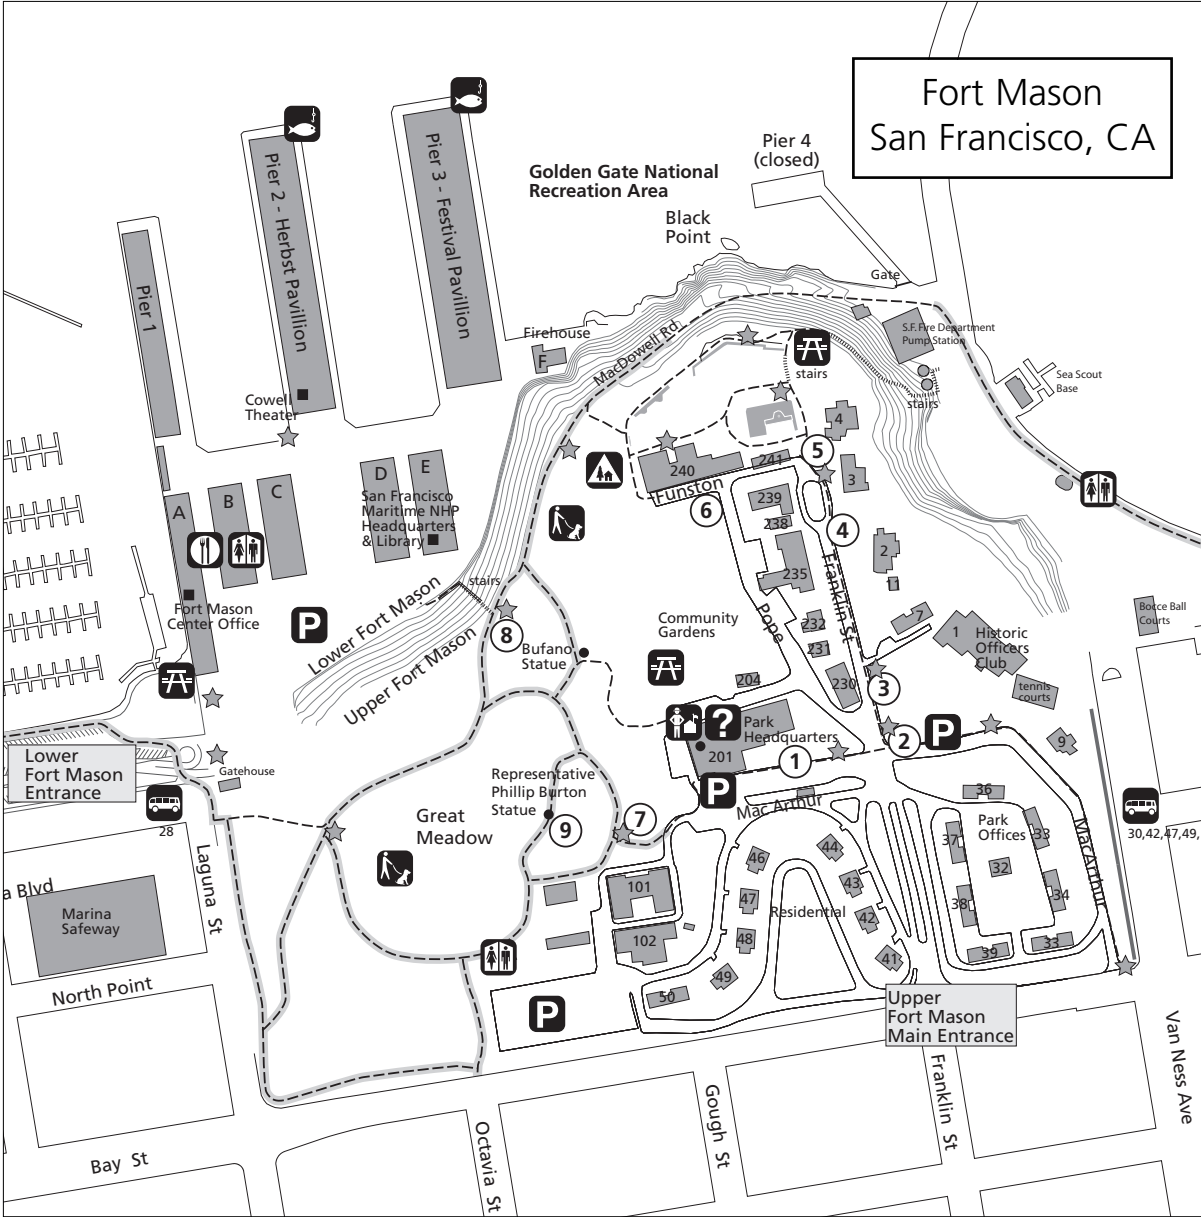 Fort Mason
San Francisco, CA
Pier 4
(closed)
Golden Gate National
Recreation Area
Black
Point
Pier 1
Pier 2 - Herbst Pavillion
Pier 3 - Festival Pavillion
Gate
S.F. Fire Department
Pump Station
Firehouse
F
MacDowell Rd
stairs
stairs
Sea Scout
Base
Cowell
Theater
4
5
240
241
3
Funston
6
239
238
4
A
B
C
D
E
San Francisco
Maritime NHP
Headquarters
& Library
235
Franklin St
2
1
stairs
Fort Mason
Center Office
P
Lower Fort Mason
Upper Fort Mason
8
Bufano
Statue
Community
Gardens
Pope
232
231
230
7
1
Historic
Officers
Club
Bocce Ball
Courts
204
3
tennis
courts
?
Park
Headquarters
201
1
2
P
9
Lower
Fort Mason
Entrance
Gatehouse
28
Representative
Phillip Burton
Statue
9
7
P
Mac Arthur
Great
Meadow
36
Park
Offices
37
33
32
38
34
39
33
MacArthur
30,42,47,49,
Laguna St
a Blvd
Marina
Safeway
101
102
46
47
48
49
50
44
43
42
41
Residential
P
North Point
Upper
Fort Mason
Main Entrance
Bay St
Octavia St
Gough St
Franklin St
Van Ness Ave